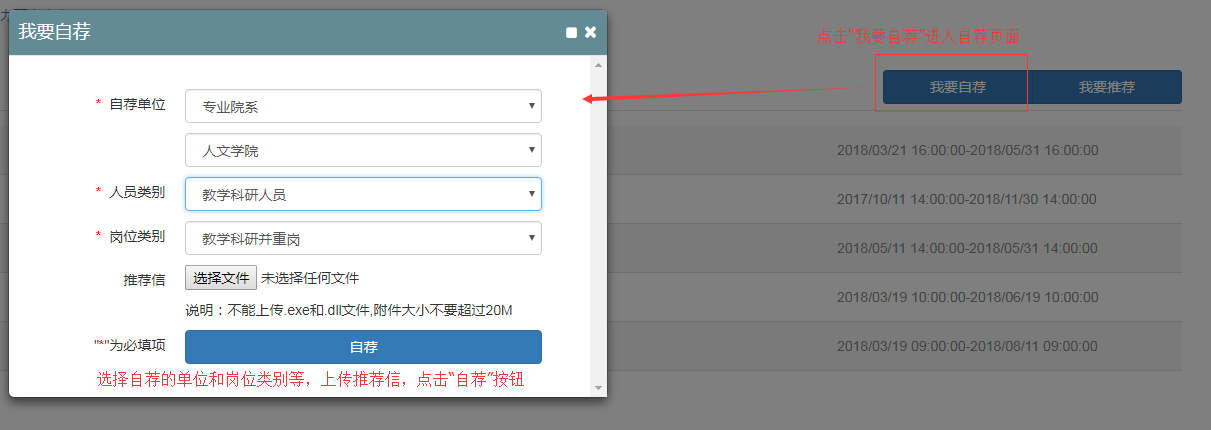 我要自荐
点击“我要自荐”进入自荐页面
我要自荐
我要推荐
* 自荐单位
专业院系
人文学院
* 人员类别
教学科研人员
* 岗位类别
教学科研并重岗
推荐信
选择文件 未选择任何文件
说明：不能上传.exe和.dll文件,附件大小不要超过20M
"*"为必填项
自荐
选择自荐的单位和岗位类别等，上传推荐信，点击“自荐”按钮
2018/03/21 16:00:00-2018/05/31 16:00:00
2017/10/11 14:00:00-2018/11/30 14:00:00
2018/05/11 14:00:00-2018/05/31 14:00:00
2018/03/19 10:00:00-2018/06/19 10:00:00
2018/03/19 09:00:00-2018/08/11 09:00:00